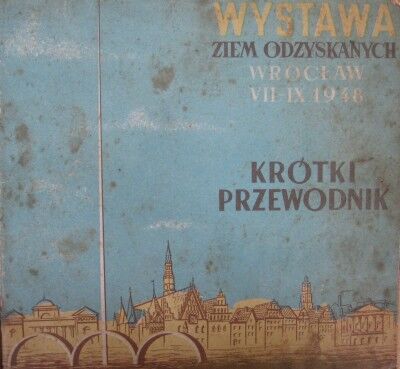 WYSTAWA
ZIEM ODZYSKANYCH
WROCŁAW
VII-IX 1948
KRÓTKI
PRZEWODNIK